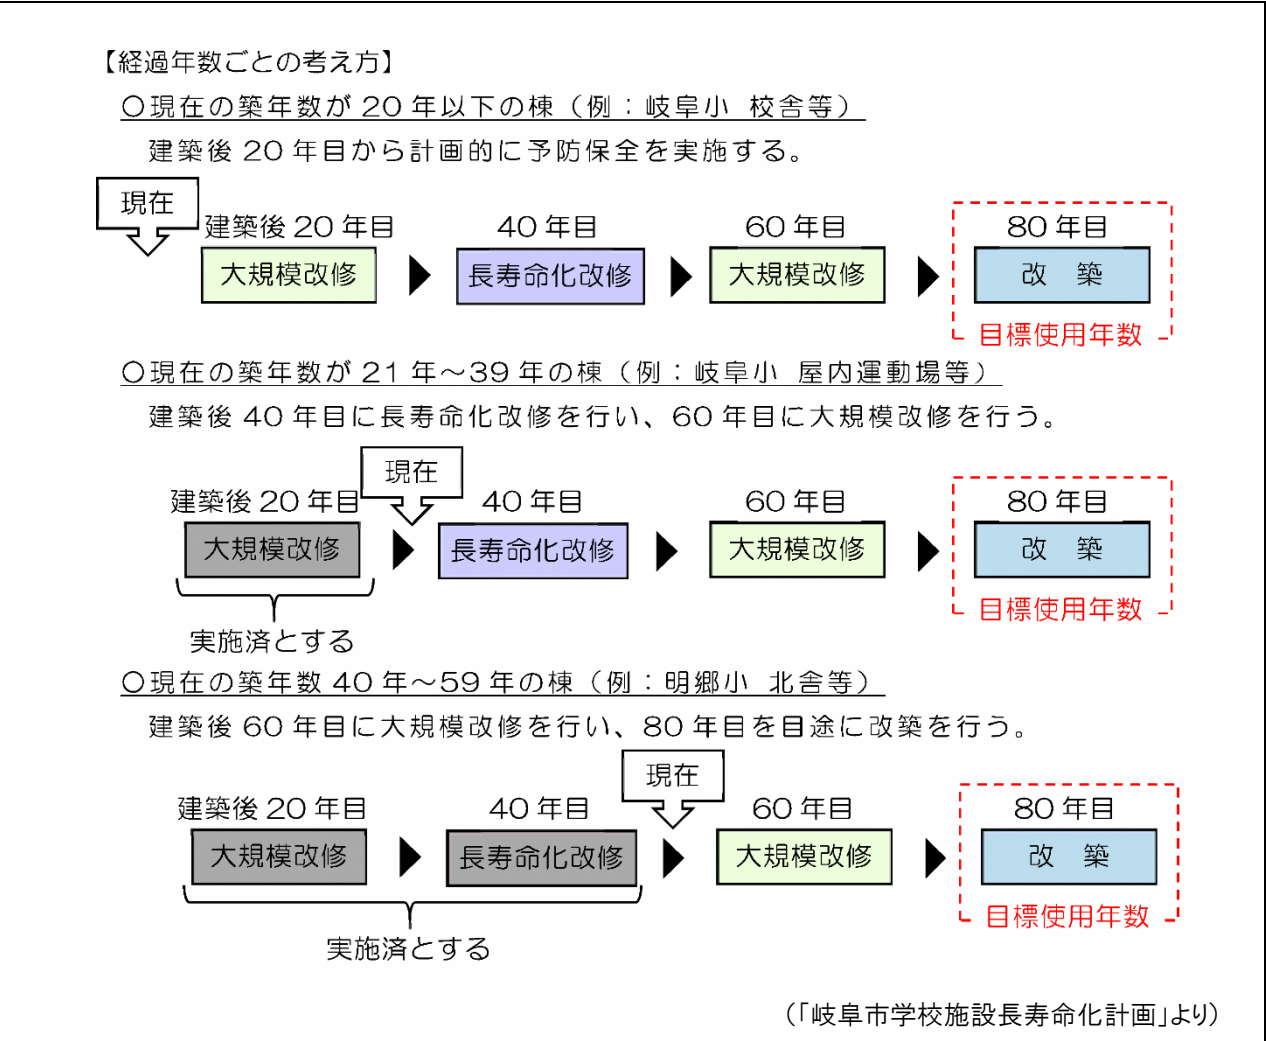 【経過年数ごとの考え方】
〇現在の築年数が20年以下の棟（例：岐阜小 校舎等）
建築後20年目から計画的に予防保全を実施する。
現在
建築後20年目 40年目 60年目 80年目
大規模改修 長寿命化改修 大規模改修 改 築
目標使用年数
〇現在の築年数が21年～39年の棟（例：岐阜小 屋内運動場等）
建築後40年目に長寿命化改修を行い、60年目に大規模改修を行う。
現在
建築後20年目 40年目 60年目 80年目
大規模改修 長寿命化改修 大規模改修 改 築
目標使用年数
実施済とする
〇現在の築年数40年～59年の棟（例：明郷小 北舎等）
建築後60年目に大規模改修を行い、80年目を目途に改築を行う。
現在
建築後20年目 40年目 60年目 80年目
大規模改修 長寿命化改修 大規模改修 改 築
目標使用年数
実施済とする
（「岐阜市学校施設長寿命化計画」より）